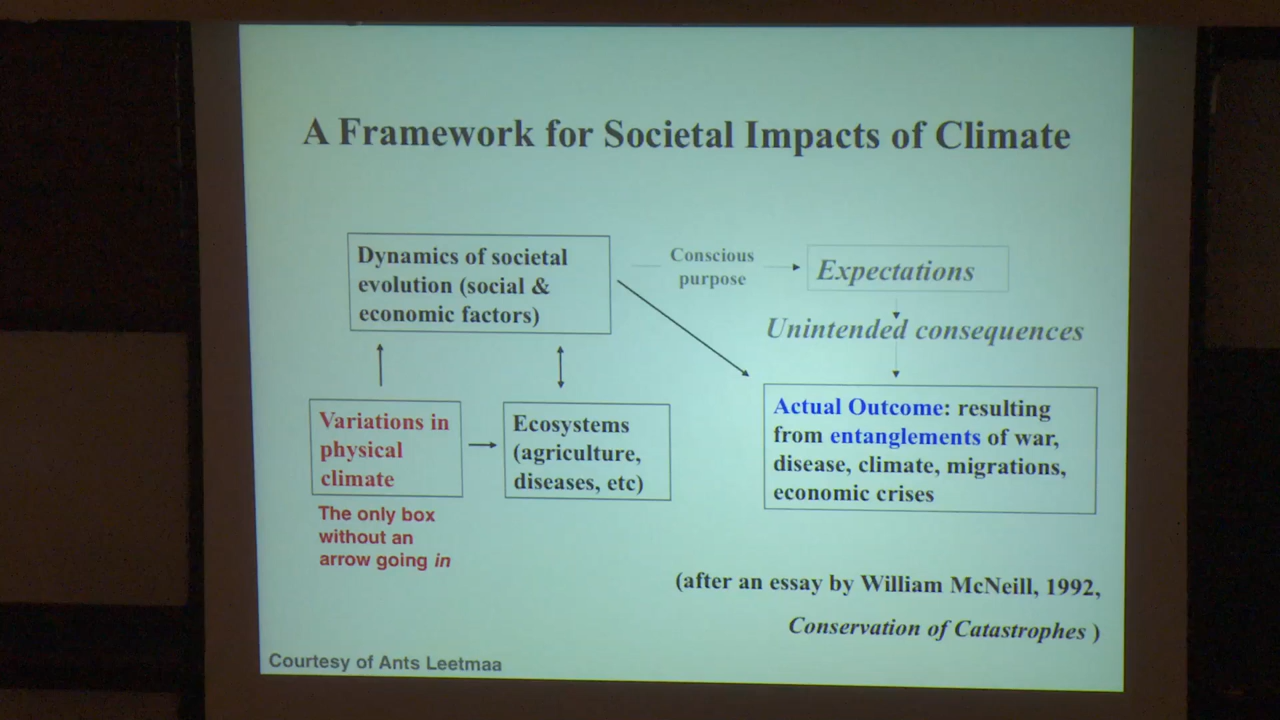 A Framework for Societal Impacts of Climate
Dynamics of societal
evolution (social &
economic factors)
Conscious
purpose
Expectations
Unintended consequences
Variations in
physical
climate
The only box
without an
arrow going in
Ecosystems
(agriculture,
diseases, etc)
Actual Outcome: resulting
from entanglements of war,
disease, climate, migrations,
economic crises
(after an essay by William McNeill, 1992,
Conservation of Catastrophes )
Courtesy of Ants Leetmaa